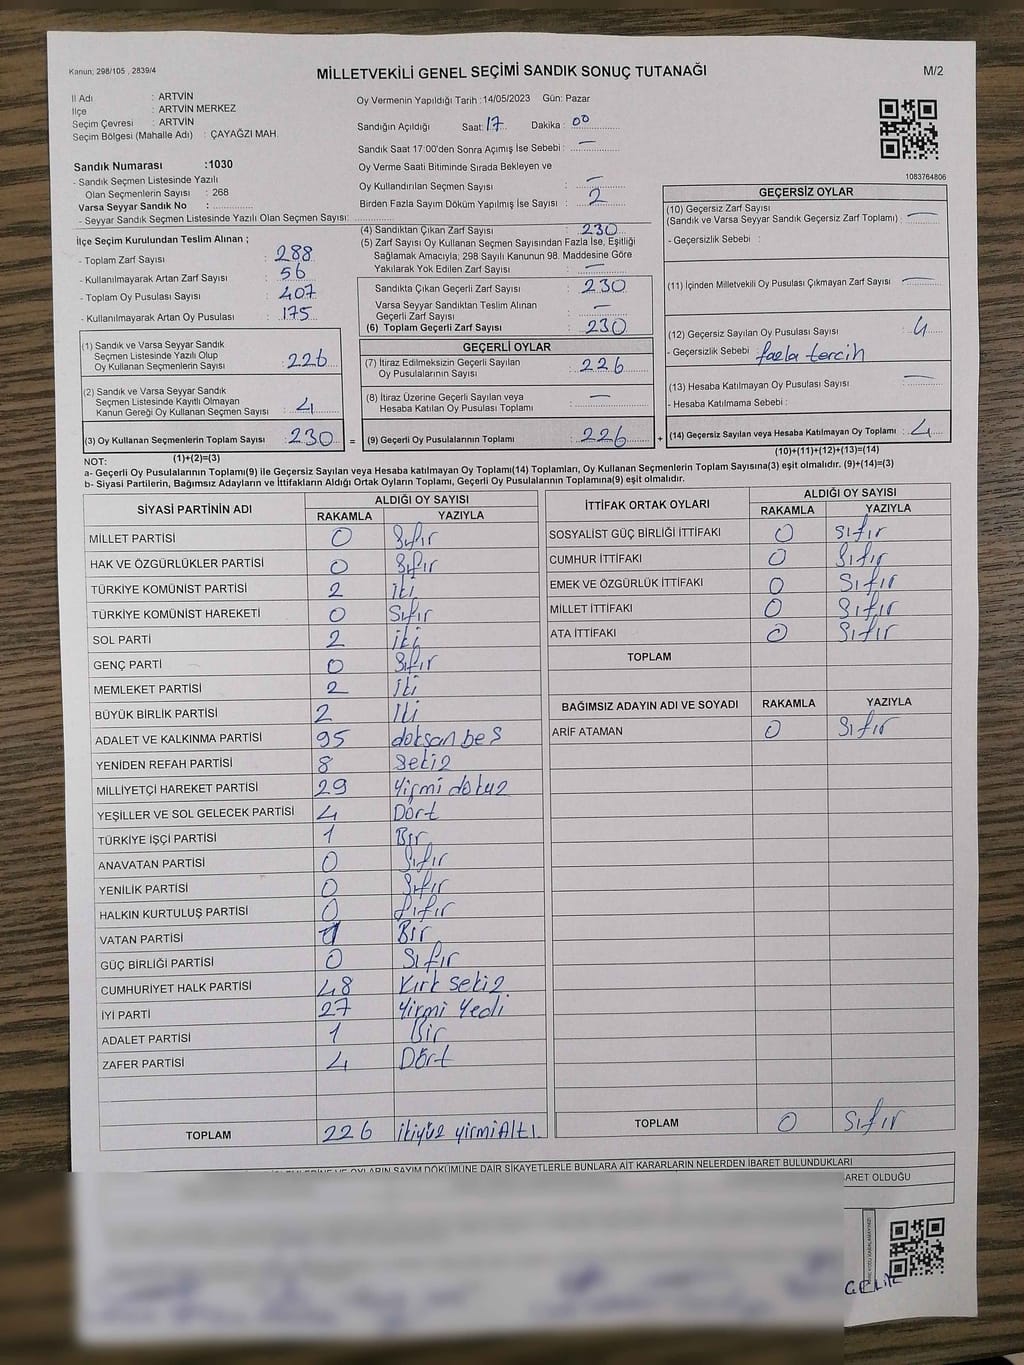 Kanun; 298/105 , 2839/4
MİLLETVEKİLİ GENEL SEÇİMİ SANDIK SONUÇ TUTANAĞI
M/2
İl Adı : ARTVİN
İlçe : ARTVİN MERKEZ
Seçim Çevresi : ARTVİN
Seçim Bölgesi (Mahalle Adı) : ÇAYAĞZI MAH.
Sandık Numarası :1030
- Sandık Seçmen Listesinde Yazılı
Olan Seçmenlerin Sayısı : 268
Varsa Seyyar Sandık No :
- Seyyar Sandık Seçmen Listesinde Yazılı Olan Seçmen Sayısı:
Oy Vermenin Yapıldığı Tarih :14/05/2023 Gün: Pazar
Sandığın Açıldığı Saat: 17 Dakika : 00
Sandık Saat 17:00'den Sonra Açımış İse Sebebi : —
Oy Verme Saati Bitiminde Sırada Bekleyen ve
Oy Kullandırılan Seçmen Sayısı : —
Birden Fazla Sayım Döküm Yapılmış İse Sayısı : 2
1083764806
İlçe Seçim Kurulundan Teslim Alınan ;
- Toplam Zarf Sayısı : 288
- Kullanılmayarak Artan Zarf Sayısı : 56
- Toplam Oy Pusulası Sayısı : 407
- Kullanılmayarak Artan Oy Pusulası : 175
(1) Sandık ve Varsa Seyyar Sandık
Seçmen Listesinde Yazılı Olup
Oy Kullanan Seçmenlerin Sayısı : 226
(2) Sandık ve Varsa Seyyar Sandık
Seçmen Listesinde Kayıtlı Olmayan
Kanun Gereği Oy Kullanan Seçmen Sayısı : 4
(3) Oy Kullanan Seçmenlerin Toplam Sayısı : 230 =
(1)+(2)=(3)
(4) Sandıktan Çıkan Zarf Sayısı : 230
(5) Zarf Sayısı Oy Kullanan Seçmen Sayısından Fazla İse, Eşitliği
Sağlamak Amacıyla; 298 Sayılı Kanunun 98. Maddesine Göre
Yakılarak Yok Edilen Zarf Sayısı : —
Sandıkta Çıkan Geçerli Zarf Sayısı : 230
Varsa Seyyar Sandıktan Teslim Alınan
Geçerli Zarf Sayısı : —
(6) Toplam Geçerli Zarf Sayısı : 230
GEÇERLİ OYLAR
(7) İtiraz Edilmeksizin Geçerli Sayılan
Oy Pusulalarının Sayısı : 226
(8) İtiraz Üzerine Geçerli Sayılan veya
Hesaba Katılan Oy Pusulası Toplamı : —
(9) Geçerli Oy Pusulalarının Toplamı : 226 +
GEÇERSİZ OYLAR
(10) Geçersiz Zarf Sayısı
(Sandık ve Varsa Seyyar Sandık Geçersiz Zarf Toplamı) : —
- Geçersizlik Sebebi :
(11) İçinden Milletvekili Oy Pusulası Çıkmayan Zarf Sayısı : —
(12) Geçersiz Sayılan Oy Pusulası Sayısı : 4
- Geçersizlik Sebebi : fazla tercih
(13) Hesaba Katılmayan Oy Pusulası Sayısı : —
- Hesaba Katılmama Sebebi :
(14) Geçersiz Sayılan veya Hesaba Katılmayan Oy Toplamı : 4
(10)+(11)+(12)+(13)=(14)
NOT:
a- Geçerli Oy Pusulalarının Toplamı(9) ile Geçersiz Sayılan veya Hesaba katılmayan Oy Toplamı(14) Toplamları, Oy Kullanan Seçmenlerin Toplam Sayısına(3) eşit olmalıdır. (9)+(14)=(3)
b- Siyasi Partilerin, Bağımsız Adayların ve İttifakların Aldığı Ortak Oyların Toplamı, Geçerli Oy Pusulalarının Toplamına(9) eşit olmalıdır.
SİYASİ PARTİNİN ADI ALDIĞI OY SAYISI
RAKAMLA YAZIYLA
MİLLET PARTİSİ 0 Sıfır
HAK VE ÖZGÜRLÜKLER PARTİSİ 0 Sıfır
TÜRKİYE KOMÜNİST PARTİSİ 2 iki
TÜRKİYE KOMÜNİST HAREKETİ 0 Sıfır
SOL PARTİ 2 iki
GENÇ PARTİ 0 Sıfır
MEMLEKET PARTİSİ 2 iki
BÜYÜK BİRLİK PARTİSİ 2 iki
ADALET VE KALKINMA PARTİSİ 95 doksan beş
YENİDEN REFAH PARTİSİ 8 sekiz
MİLLİYETÇİ HAREKET PARTİSİ 29 yirmi dokuz
YEŞİLLER VE SOL GELECEK PARTİSİ 4 Dört
TÜRKİYE İŞÇİ PARTİSİ 1 Bir
ANAVATAN PARTİSİ 0 Sıfır
YENİLİK PARTİSİ 0 Sıfır
HALKIN KURTULUŞ PARTİSİ 0 Sıfır
VATAN PARTİSİ 1 Bir
GÜÇ BİRLİĞİ PARTİSİ 0 Sıfır
CUMHURİYET HALK PARTİSİ 48 Kırk sekiz
İYİ PARTİ 27 Yirmi Yedi
ADALET PARTİSİ 1 Bir
ZAFER PARTİSİ 4 Dört
TOPLAM 226 ikiyüz yirmiAltı.
İTTİFAK ORTAK OYLARI ALDIĞI OY SAYISI
RAKAMLA YAZIYLA
SOSYALİST GÜÇ BİRLİĞİ İTTİFAKI 0 Sıfır
CUMHUR İTTİFAKI 0 Sıfır
EMEK VE ÖZGÜRLÜK İTTİFAKI 0 Sıfır
MİLLET İTTİFAKI 0 Sıfır
ATA İTTİFAKI 0 Sıfır
TOPLAM
BAĞIMSIZ ADAYIN ADI VE SOYADI RAKAMLA YAZIYLA
ARİF ATAMAN 0 Sıfır
TOPLAM 0 Sıfır
OYLARIN SAYIM DÖKÜMÜNE DAİR ŞİKAYETLERLE BUNLARA AİT KARARLARIN NELERDEN İBARET BULUNDUKLARI
BARET OLDUĞU
ÇELİK